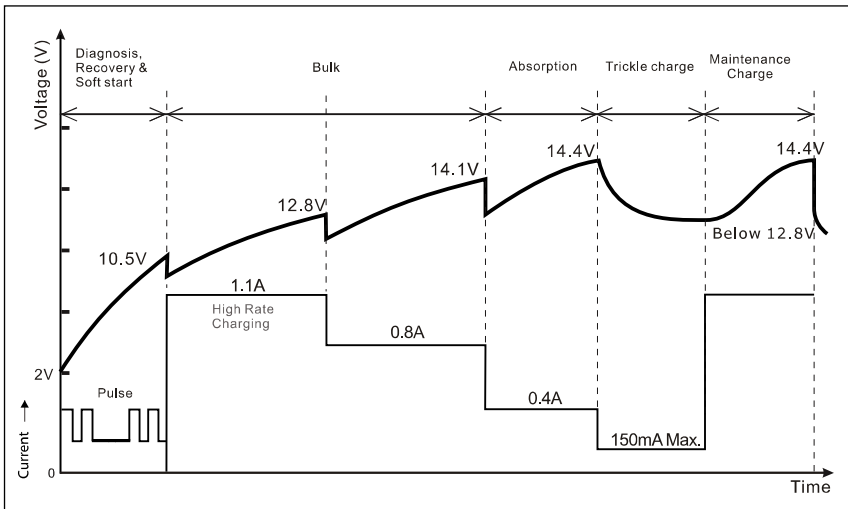 Diagnosis,
Recovery &
Soft start
Bulk
Absorption
Trickle charge
Maintenance
Charge
Voltage (V)
10.5V
12.8V
14.1V
14.4V
14.4V
Below 12.8V
1.1A
High Rate
Charging
0.8A
2V
Pulse
0.4A
150mA Max.
Current →
0
Time